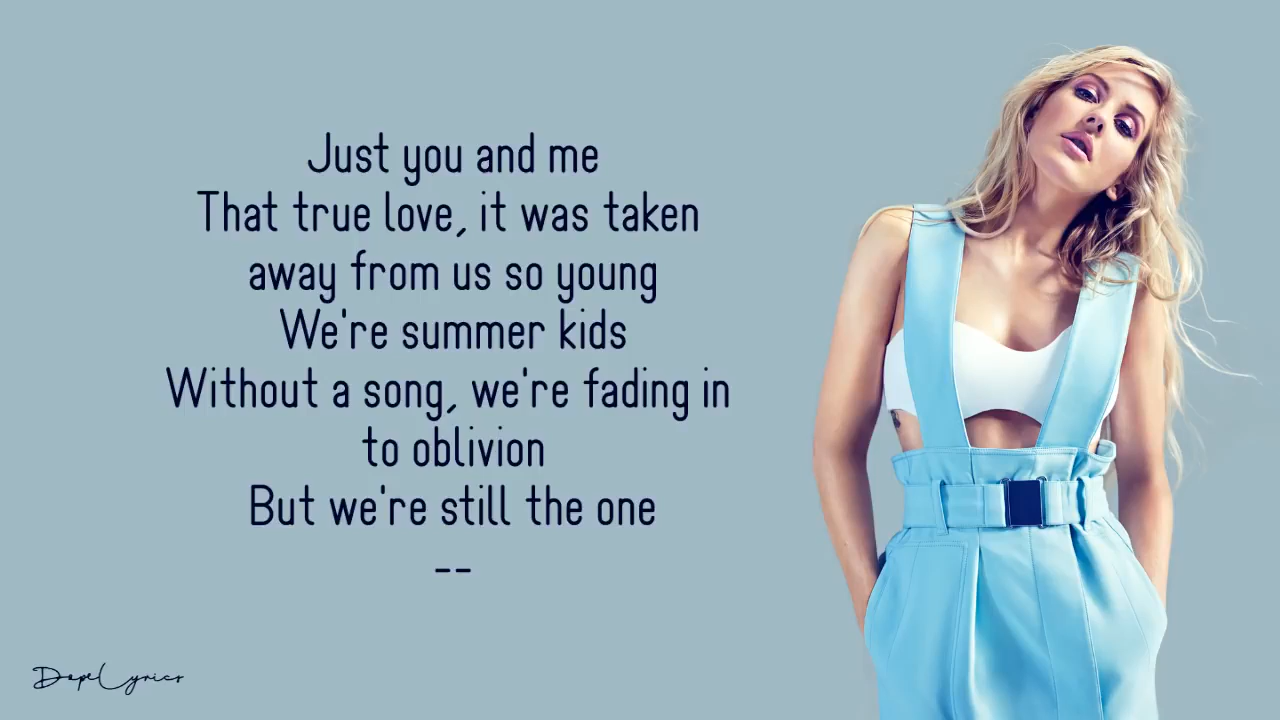 Just you and me
That true love, it was taken
away from us so young
We're summer kids
Without a song, we're fading in
to oblivion
But we're still the one
--
DopeLyrics